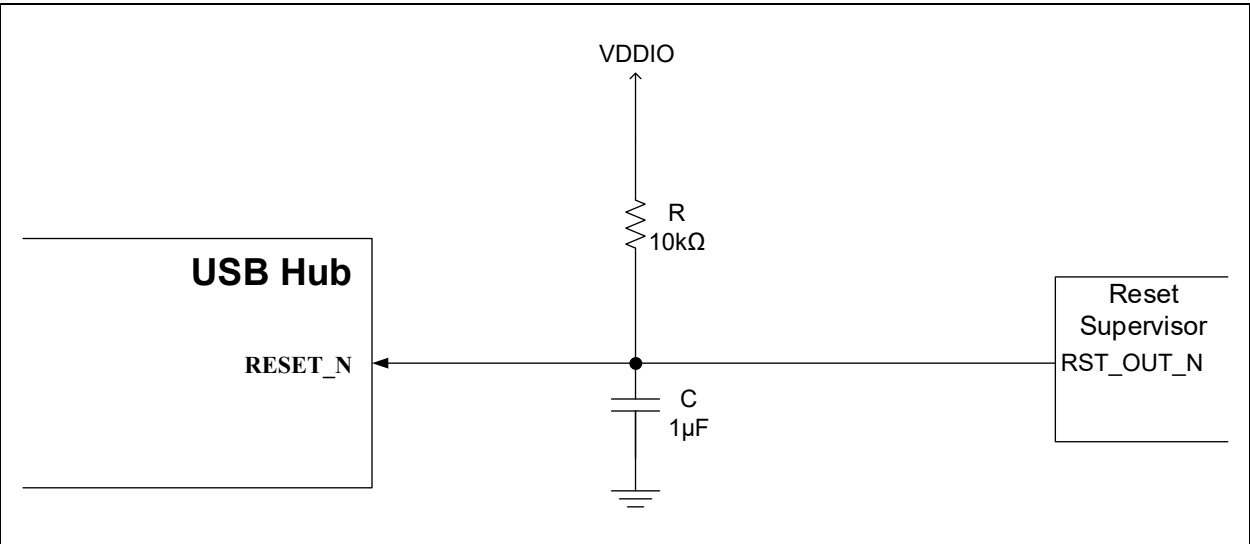 VDDIO
R
10kΩ
USB Hub
RESET_N
C
1µF
Reset
Supervisor
RST_OUT_N